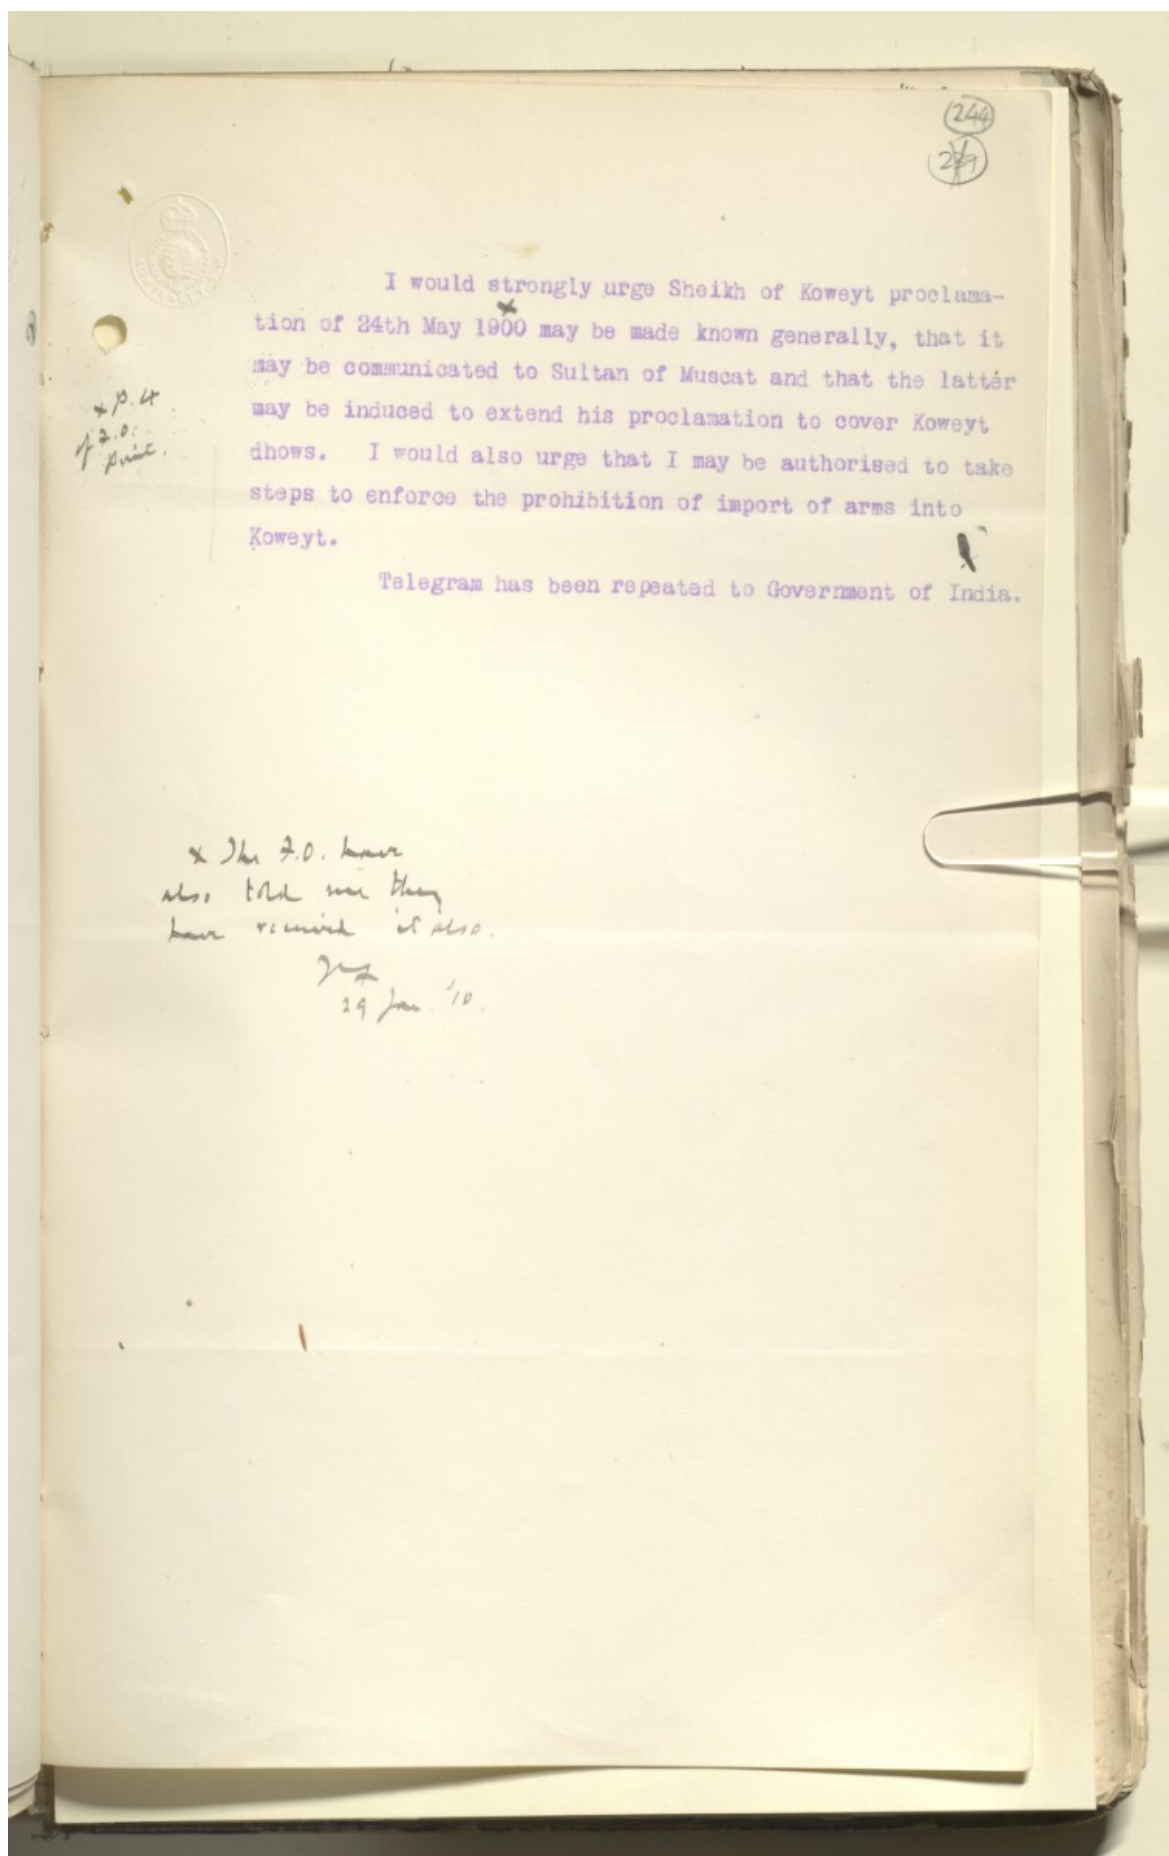 244
I would strongly urge Sheikh of Koweyt proclama-
tion of 24th May 1900 may be made known generally, that it
may be communicated to Sultan of Muscat and that the latter
may be induced to extend his proclamation to cover Koweyt
dhows. I would also urge that I may be authorised to take
steps to enforce the prohibition of import of arms into
Koweyt.
Telegram has been repeated to Government of India.
x p. 4
of F.O.
print.
x The F.O. have
also told me they
have received it also.
29 Jan. '10.